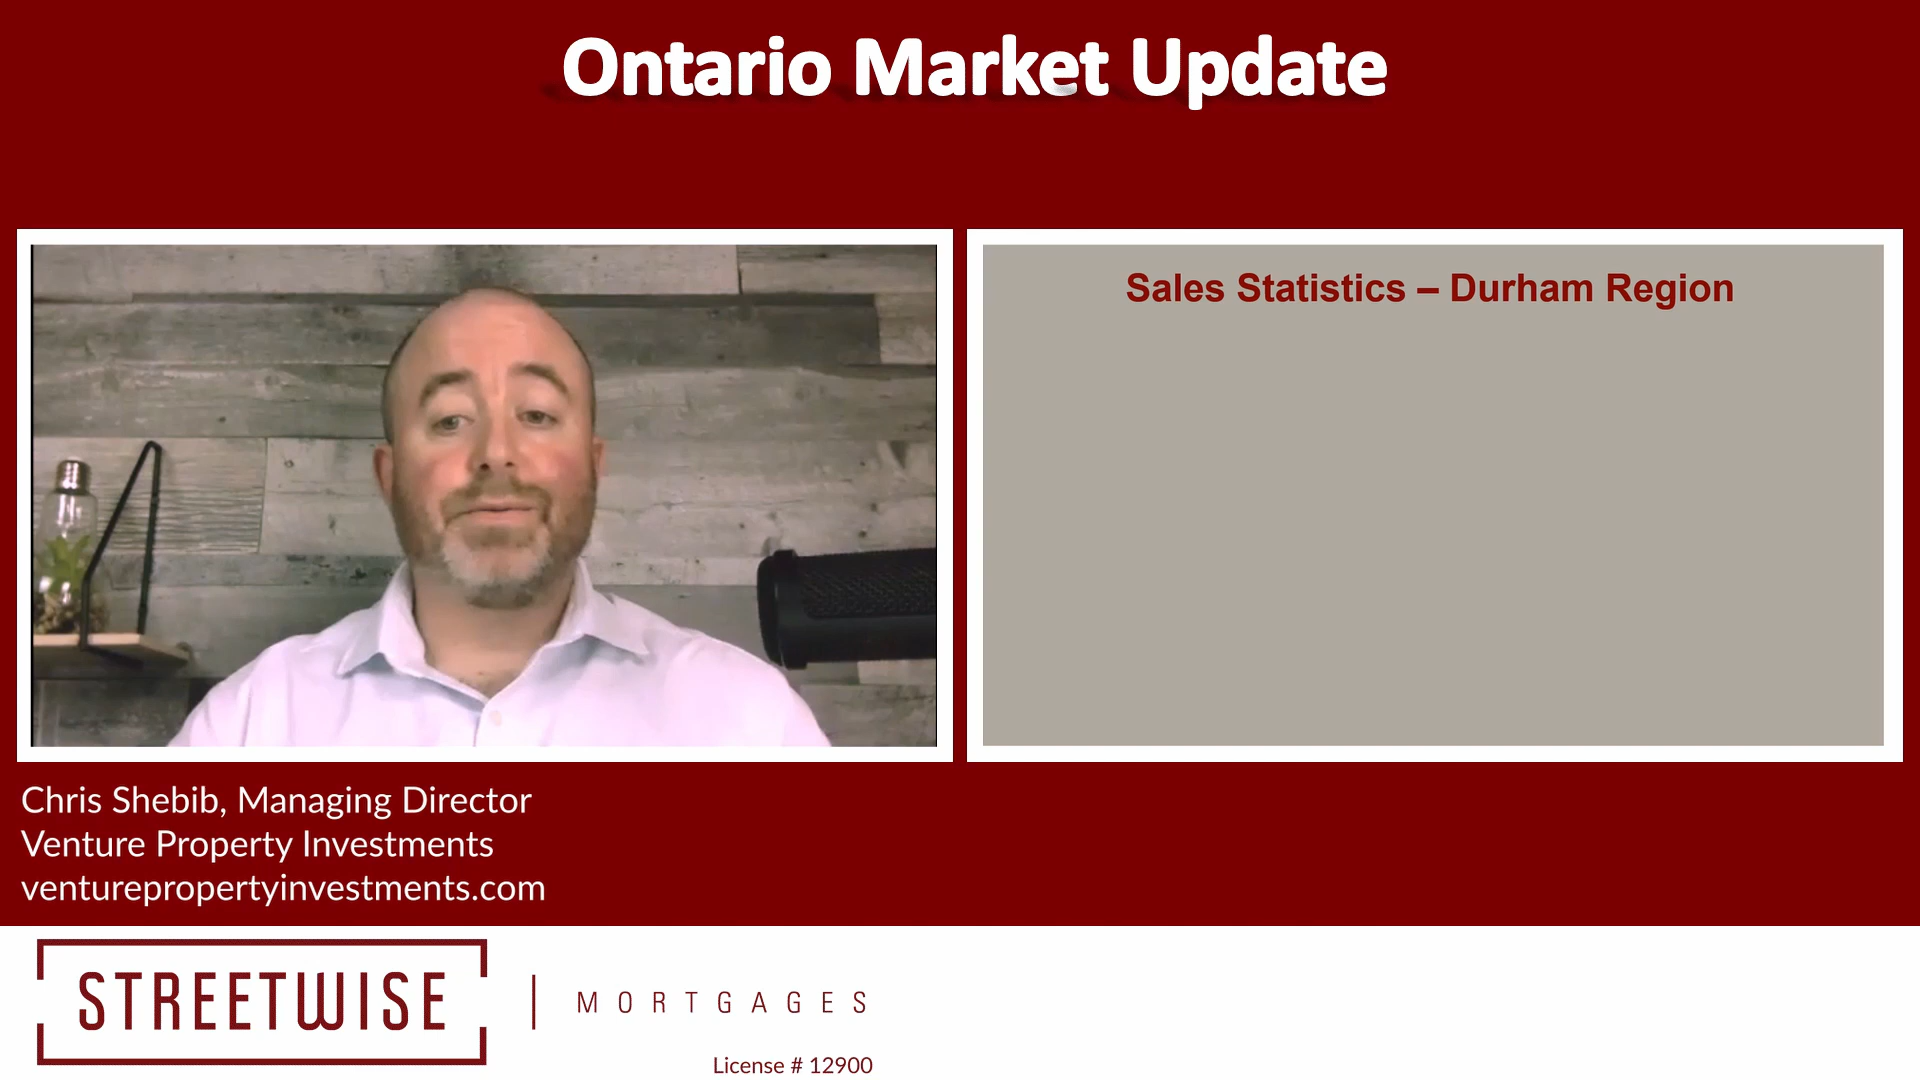 Ontario Market Update
Sales Statistics – Durham Region
Chris Shebib, Managing Director
Venture Property Investments
venturepropertyinvestments.com
STREETWISE | MORTGAGES
License # 12900